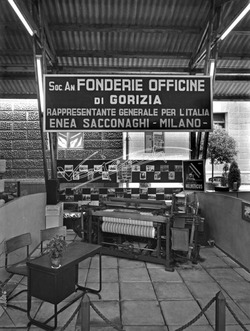 Soc An FONDERIE OFFICINE
DI GORIZIA
RAPPRESENTANTE GENERALE PER L'ITALIA
ENEA SACCONAGHI - MILANO -